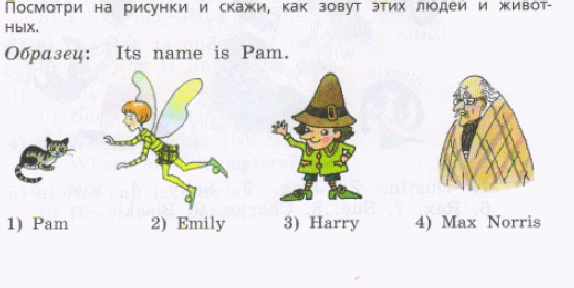 Посмотри на рисунки и скажи, как зовут этих людей и живот-
ных.
Образец: Its name is Pam.
1) Pam 2) Emily 3) Harry 4) Max Norris